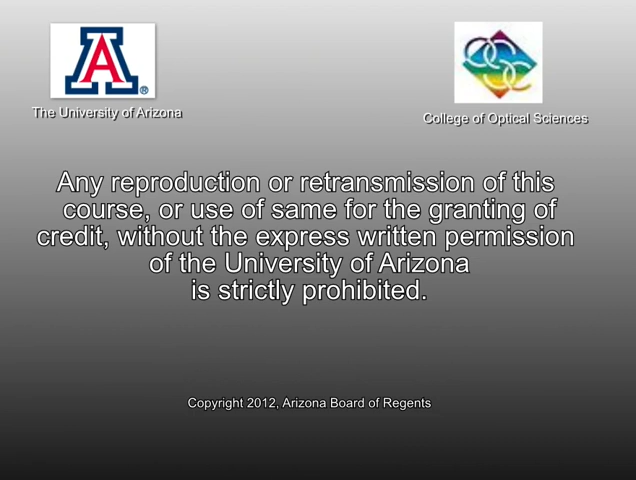 A®
The University of Arizona
College of Optical Sciences
Any reproduction or retransmission of this
course, or use of same for the granting of
credit, without the express written permission
of the University of Arizona
is strictly prohibited.
Copyright 2012, Arizona Board of Regents